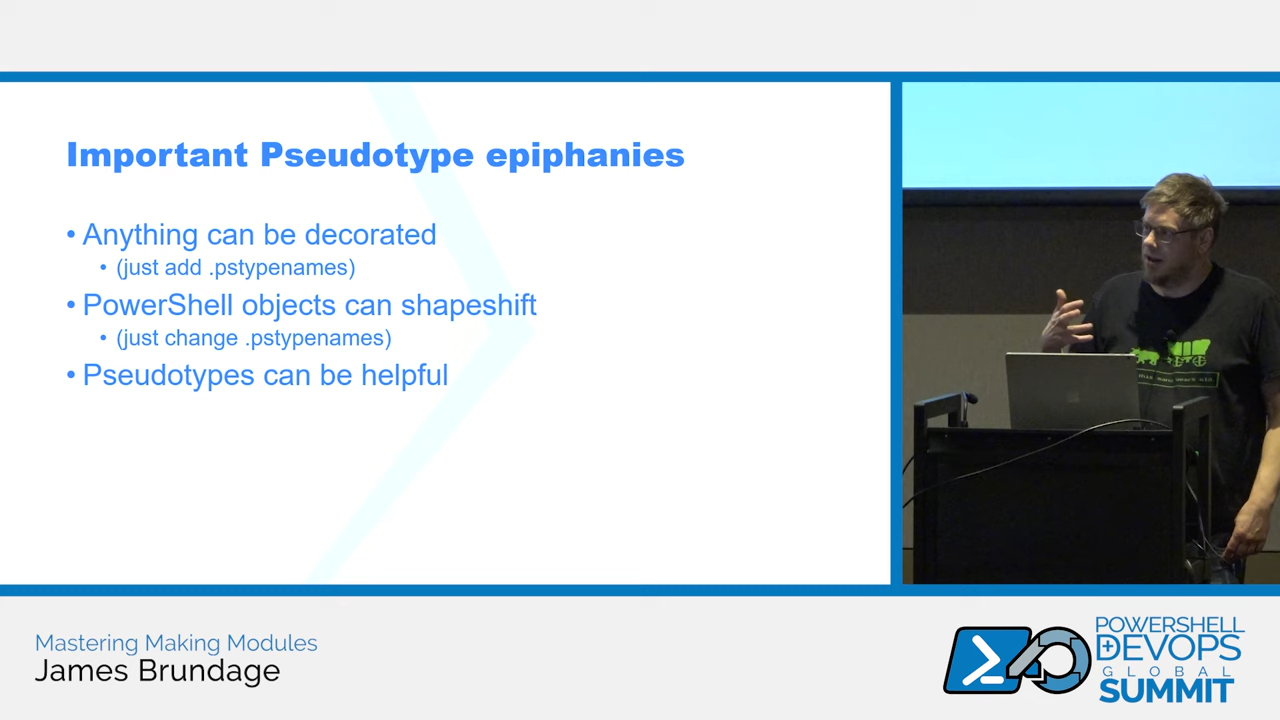 Important Pseudotype epiphanies
• Anything can be decorated
• (just add .pstypenames)
• PowerShell objects can shapeshift
• (just change .pstypenames)
• Pseudotypes can be helpful
Mastering Making Modules
James Brundage
POWERSHELL
DEVOPS
GLOBAL
SUMMIT